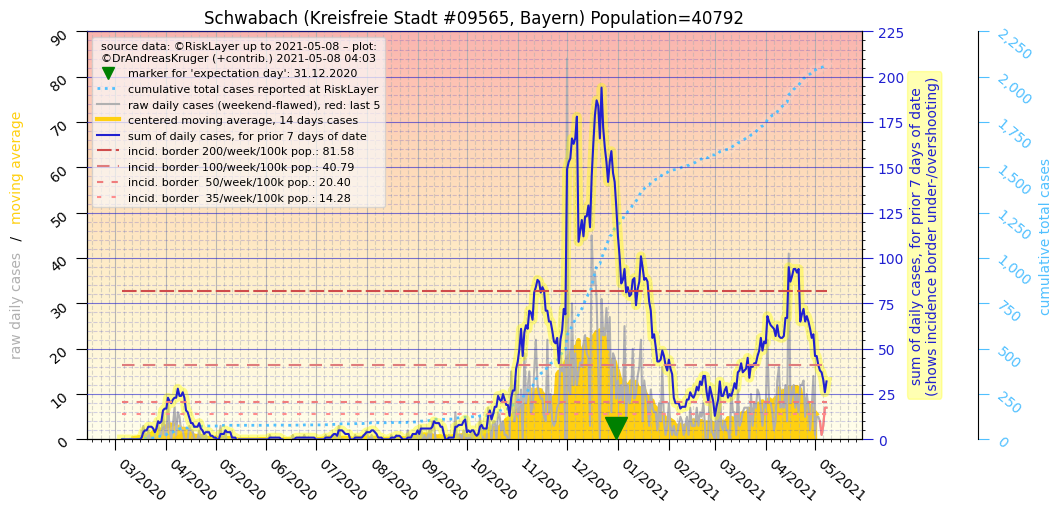 Schwabach (Kreisfreie Stadt #09565, Bayern) Population=40792
source data: ©RiskLayer up to 2021-05-08 – plot:
©DrAndreasKruger (+contrib.) 2021-05-08 04:03
marker for 'expectation day': 31.12.2020
cumulative total cases reported at RiskLayer
raw daily cases (weekend-flawed), red: last 5
centered moving average, 14 days cases
sum of daily cases, for prior 7 days of date
incid. border 200/week/100k pop.: 81.58
incid. border 100/week/100k pop.: 40.79
incid. border  50/week/100k pop.: 20.40
incid. border  35/week/100k pop.: 14.28
raw daily cases  /  moving average
90
80
70
60
50
40
30
20
10
0
03/2020
04/2020
05/2020
06/2020
07/2020
08/2020
09/2020
10/2020
11/2020
12/2020
01/2021
02/2021
03/2021
04/2021
05/2021
225
200
175
150
125
100
75
50
25
0
sum of daily cases, for prior 7 days of date
(shows incidence border under-/overshooting)
2,250
2,000
1,750
1,500
1,250
1,000
750
500
250
0
cumulative total cases